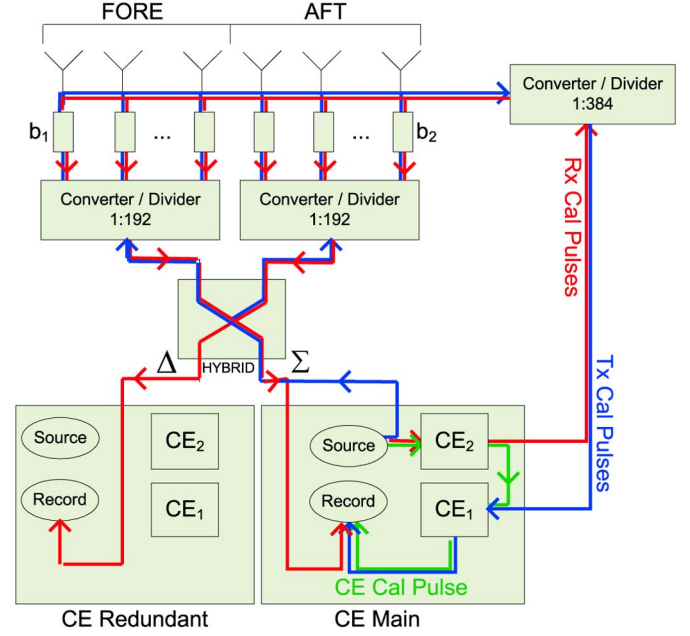 FORE
AFT
Converter / Divider
1:384
b1
...
...
b2
Converter / Divider
1:192
Converter / Divider
1:192
Rx Cal Pulses
Tx Cal Pulses
HYBRID
Δ
Σ
Source
CE2
Record
CE1
Source
CE2
Record
CE1
CE Cal Pulse
CE Redundant
CE Main